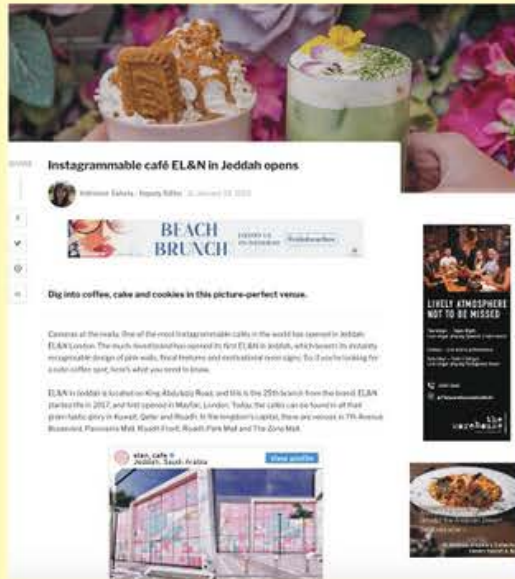 SHARE
Instagrammable café EL&N in Jeddah opens
Deputy Editor
BEACH
BRUNCH
Dig into coffee, cake and cookies in this picture-perfect venue.
Cameras at the ready. One of the most Instagrammable cafés in the world has opened in Jeddah:
EL&N London. The much-loved brand has opened its first EL&N in Jeddah, which boasts its instantly
recognisable design of pink walls, floral features and motivational neon signs. So if you're looking for
a cute coffee spot, here's what you need to know.
EL&N in Jeddah is located on King Abdulaziz Road, and this is the 25th branch from the brand. EL&N
started life in 2017, and first opened in Mayfair, London. Today, the cafes can be found in all their
gram-tastic glory in Kuwait, Qatar and Riyadh. In the kingdom's capital, there are venues in 7th Avenue
Boulevard, Panorama Mall, Riyadh Front, Riyadh Park Mall and The Zone Mall.
elan_cafe
Jeddah, Saudi Arabia
View profile
LIVELY ATMOSPHERE
NOT TO BE MISSED
the
warehouse